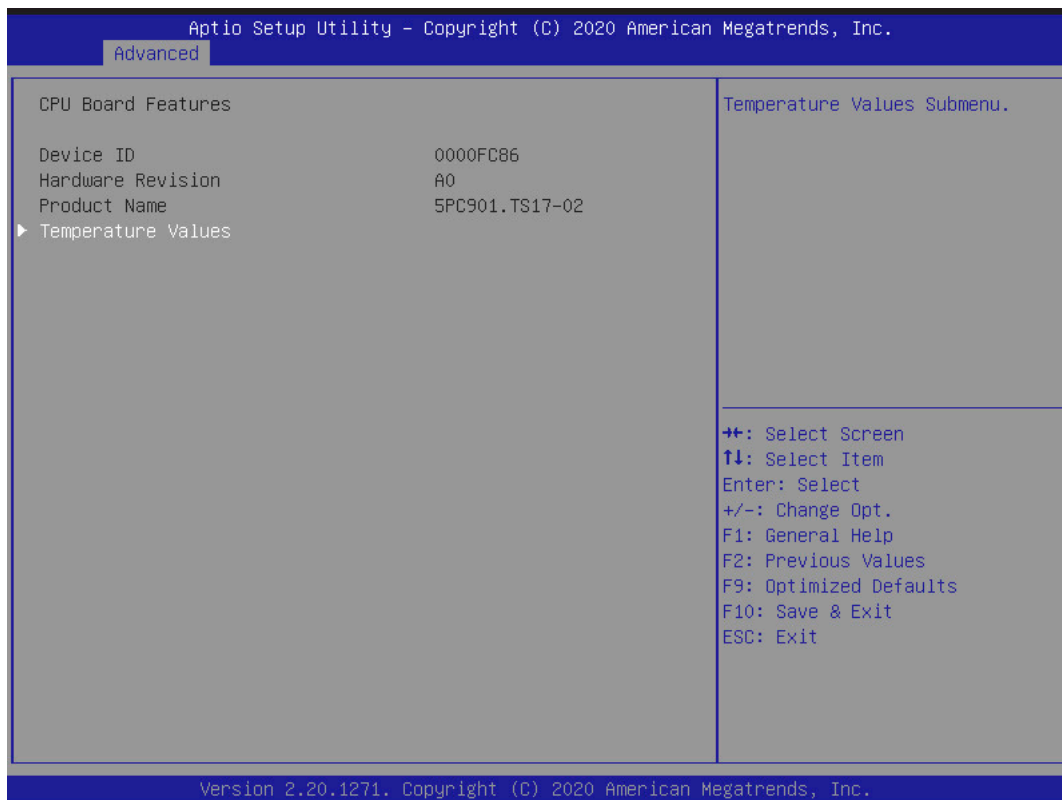 Aptio Setup Utility – Copyright (C) 2020 American Megatrends, Inc.
Advanced
CPU Board Features
Device ID 0000FC86
Hardware Revision A0
Product Name 5PC901.TS17-02
▶ Temperature Values
Temperature Values Submenu.
→←: Select Screen
↑↓: Select Item
Enter: Select
+/-: Change Opt.
F1: General Help
F2: Previous Values
F9: Optimized Defaults
F10: Save & Exit
ESC: Exit
Version 2.20.1271. Copyright (C) 2020 American Megatrends, Inc.